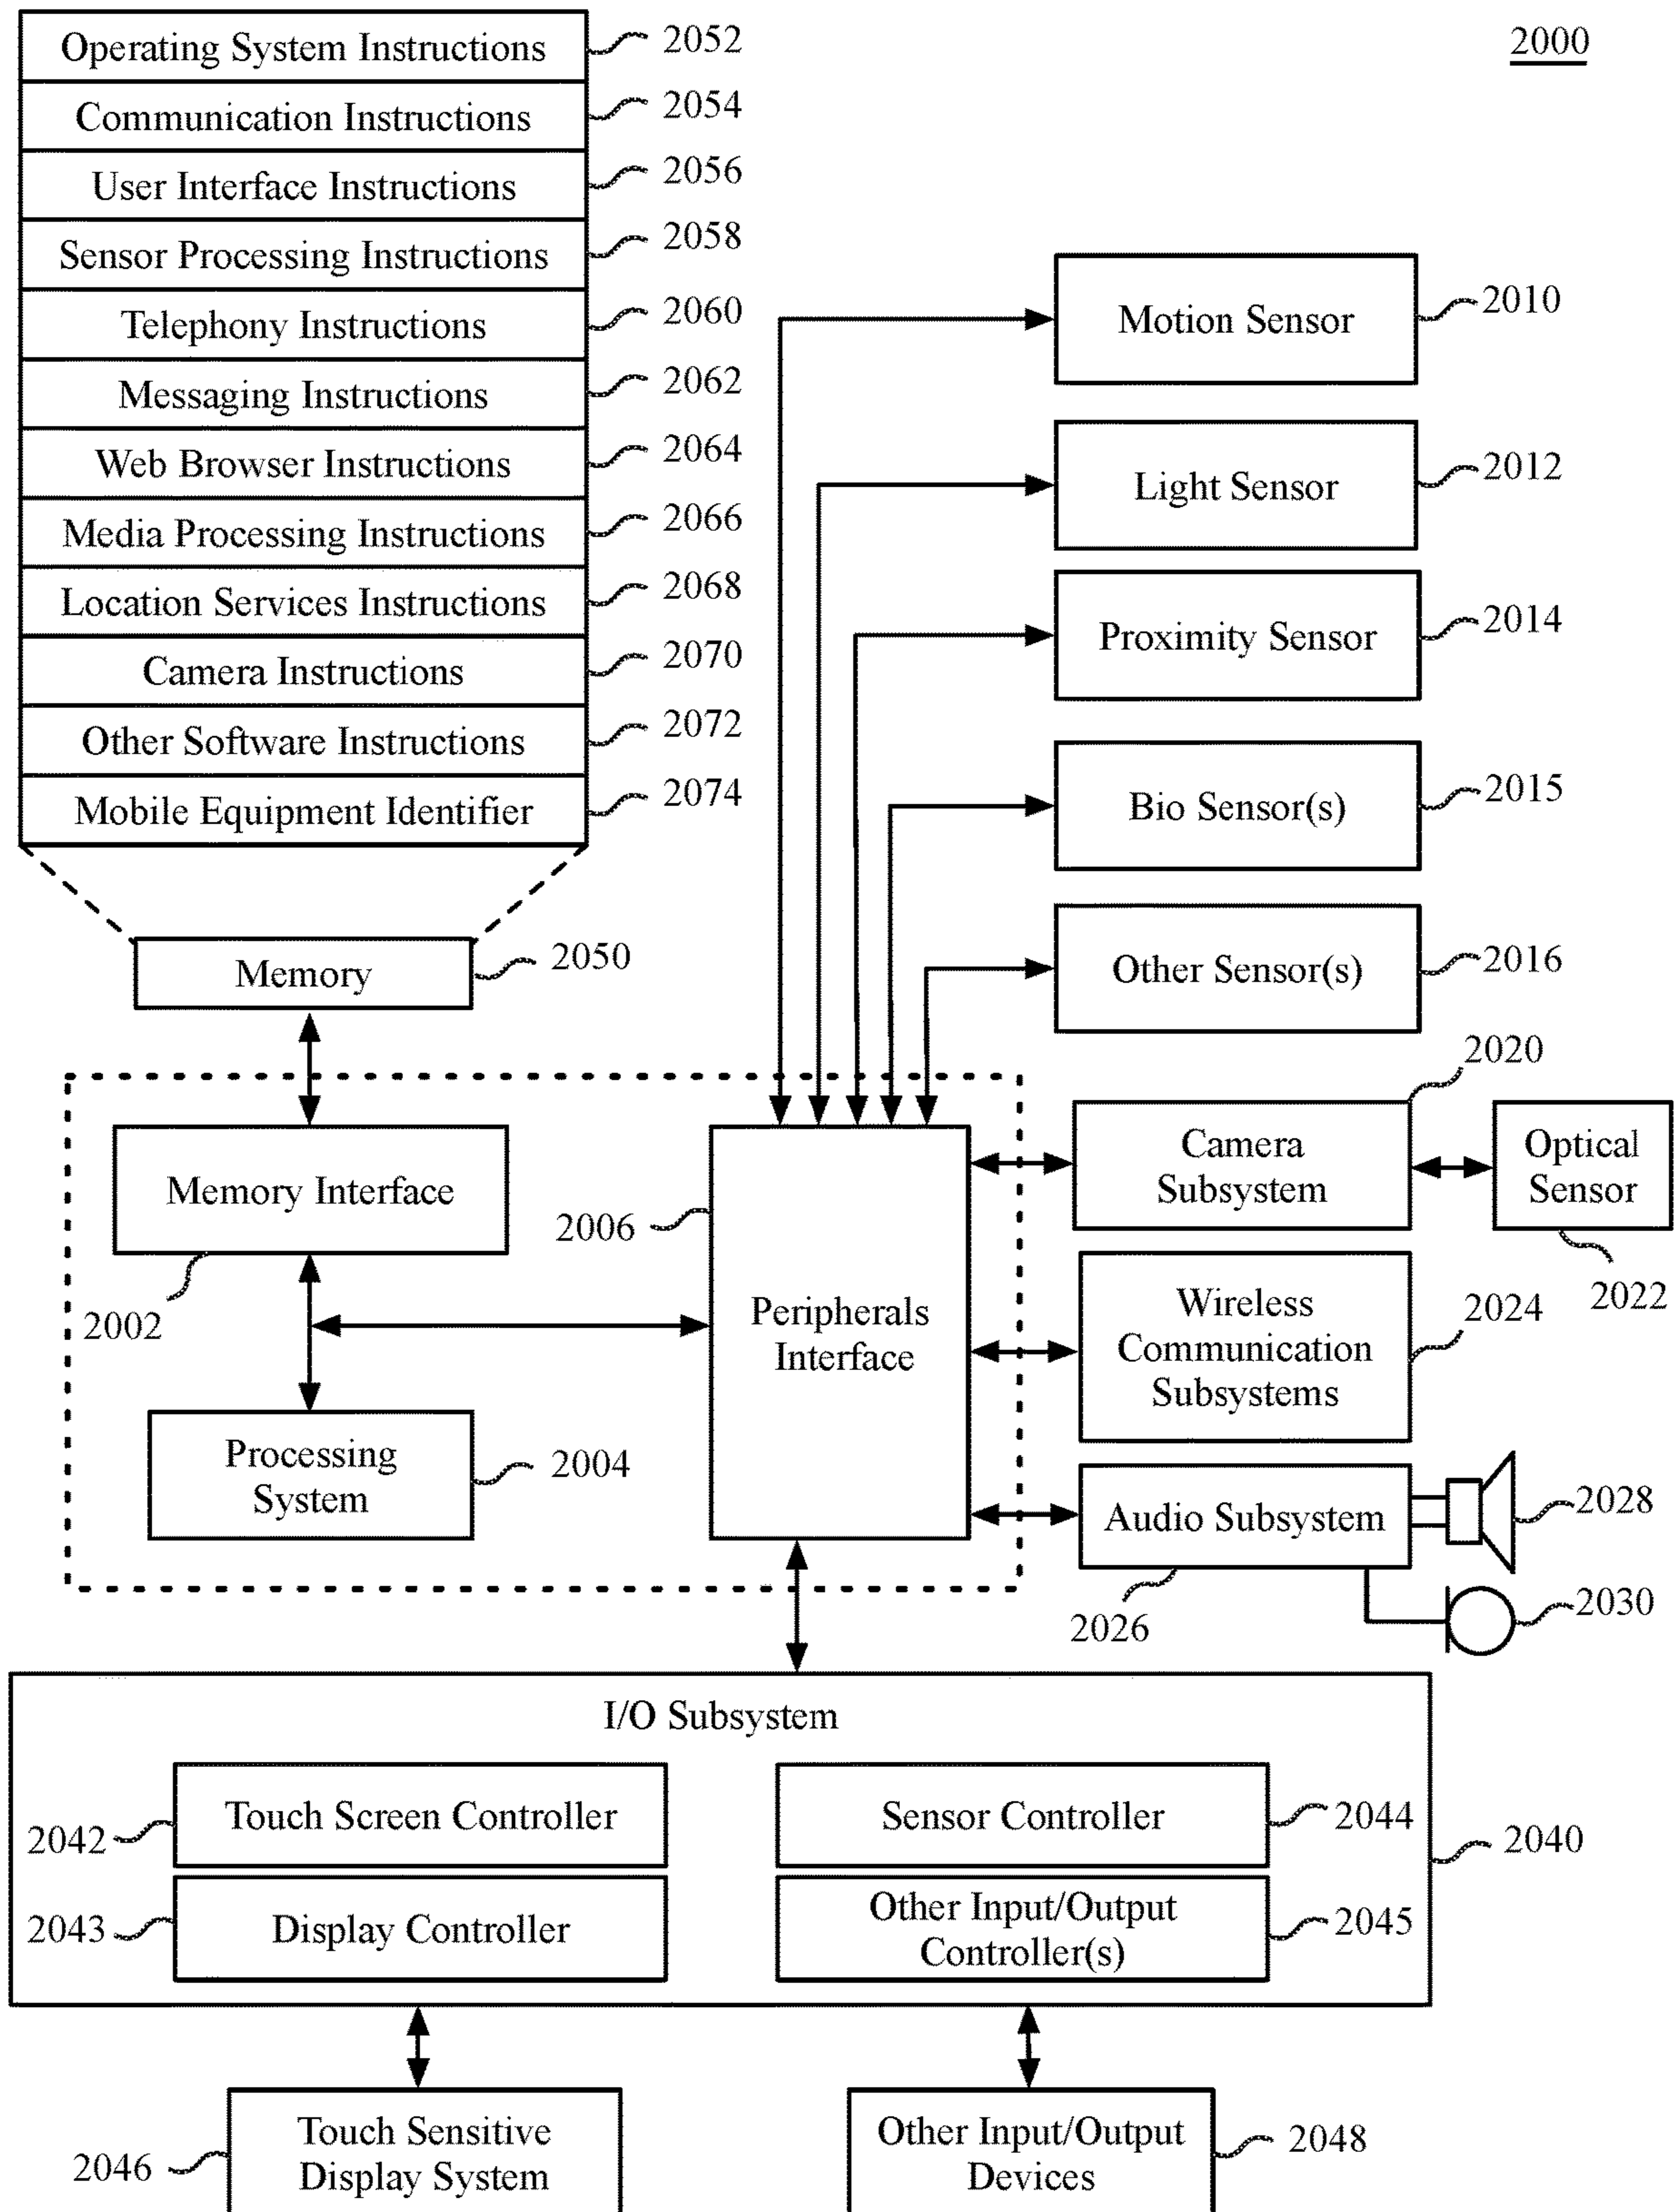 2000
Operating System Instructions 2052
Communication Instructions 2054
User Interface Instructions 2056
Sensor Processing Instructions 2058
Telephony Instructions 2060
Messaging Instructions 2062
Web Browser Instructions 2064
Media Processing Instructions 2066
Location Services Instructions 2068
Camera Instructions 2070
Other Software Instructions 2072
Mobile Equipment Identifier 2074
Memory 2050
Motion Sensor 2010
Light Sensor 2012
Proximity Sensor 2014
Bio Sensor(s) 2015
Other Sensor(s) 2016
Memory Interface
2002
Processing
System
2004
2006
Peripherals
Interface
2020
Camera
Subsystem
Optical
Sensor
2022
Wireless
Communication
Subsystems
2024
Audio Subsystem
2026
2028
2030
I/O Subsystem
2040
2042 Touch Screen Controller
Sensor Controller 2044
2043 Display Controller
Other Input/Output
Controller(s)
2045
Touch Sensitive
Display System
2046
Other Input/Output
Devices
2048